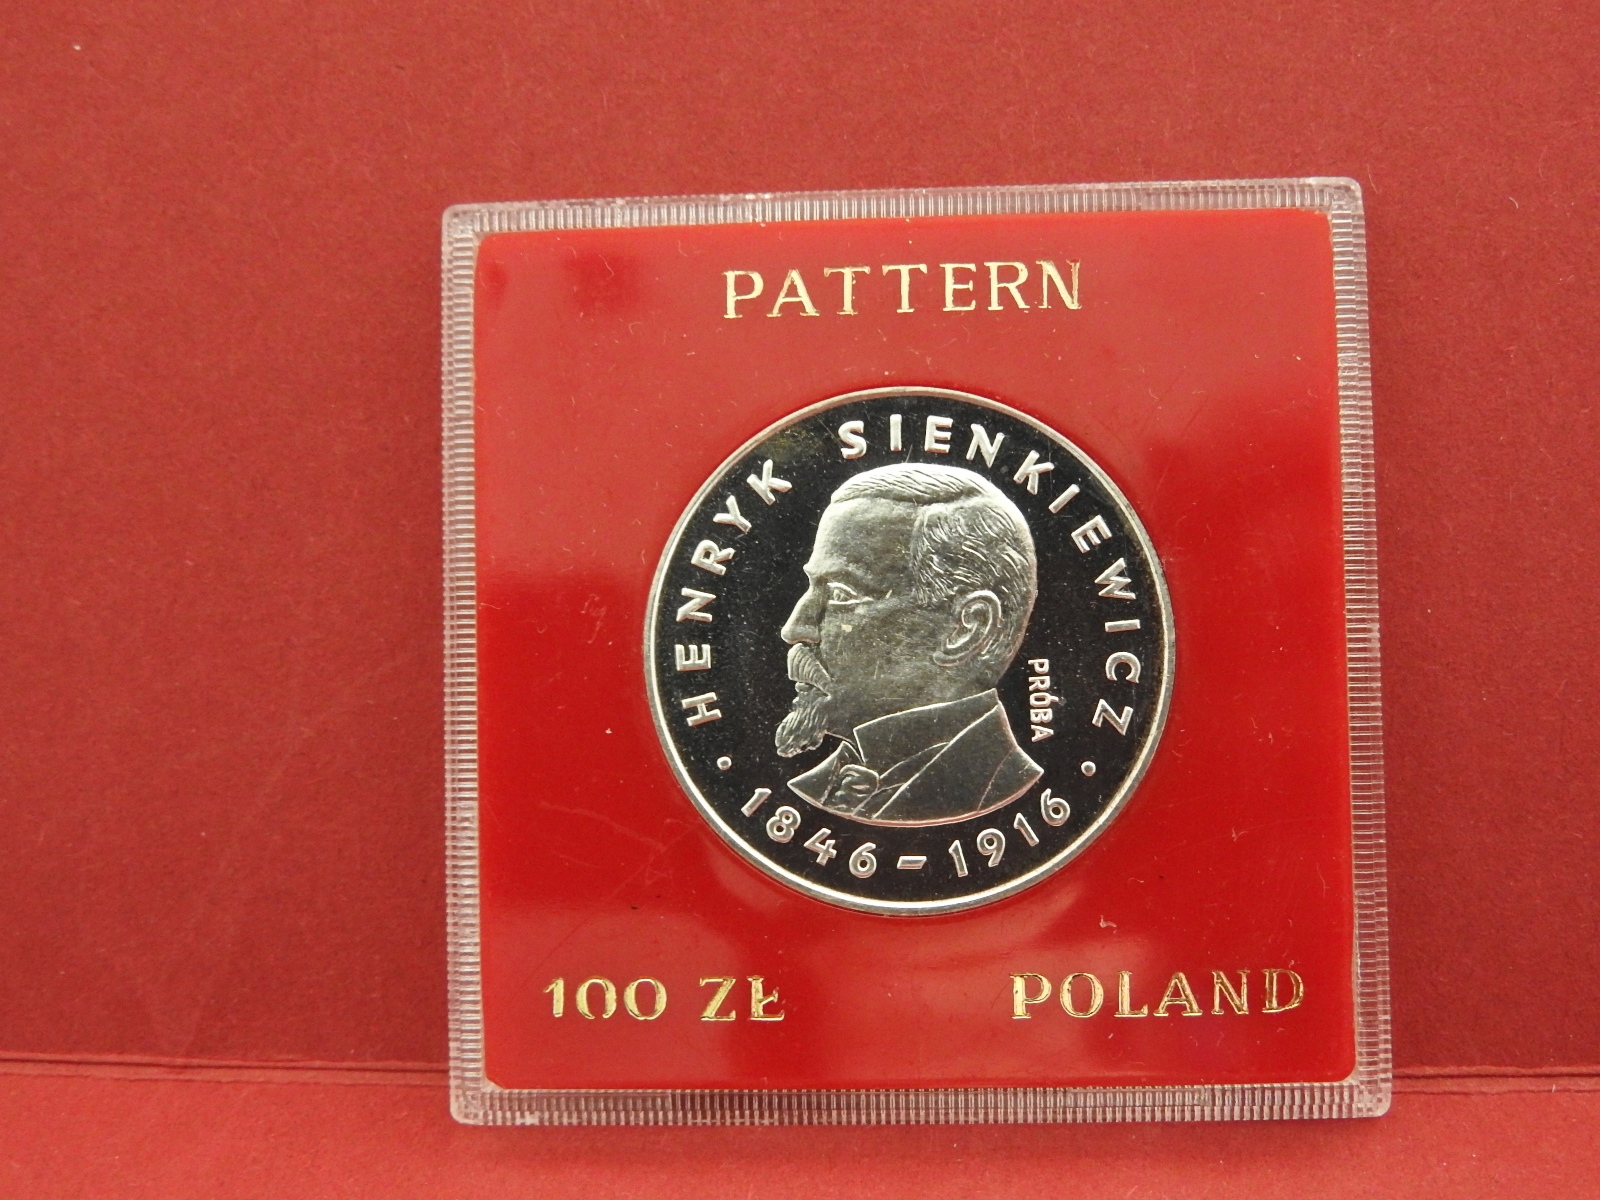 PATTERN
HENRYK SIENKIEWICZ
PRÓBA
• 1846-1916 •
100 ZŁ POLAND